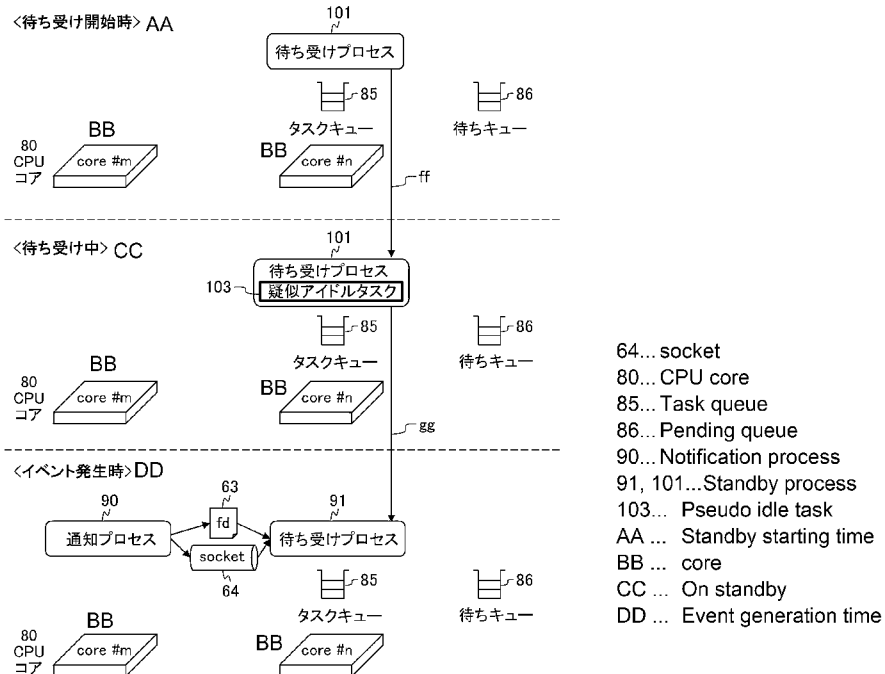 <待ち受け開始時> AA
101
待ち受けプロセス
85
86
タスクキュー
待ちキュー
BB
80
CPU
コア
core #m
BB
core #n
ff
<待ち受け中> CC
101
待ち受けプロセス
103
疑似アイドルタスク
85
86
タスクキュー
待ちキュー
BB
80
CPU
コア
core #m
BB
core #n
gg
<イベント発生時>DD
90
63
91
通知プロセス
fd
待ち受けプロセス
socket
64
85
86
タスクキュー
待ちキュー
BB
80
CPU
コア
core #m
BB
core #n
64... socket
80... CPU core
85... Task queue
86... Pending queue
90... Notification process
91, 101...Standby process
103... Pseudo idle task
AA ... Standby starting time
BB ... core
CC ... On standby
DD ... Event generation time